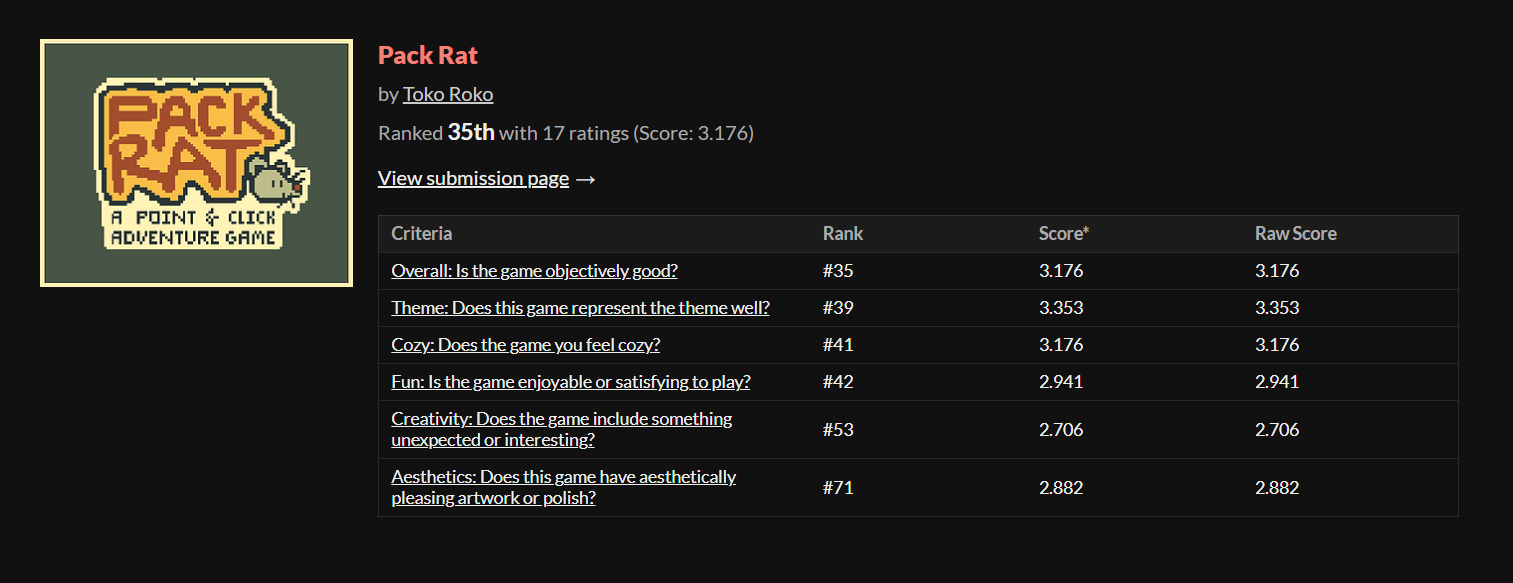 PACK
RAT
A POINT & CLICK
ADVENTURE GAME
Pack Rat
by Toko Roko
Ranked 35th with 17 ratings (Score: 3.176)
View submission page →
Criteria Rank Score* Raw Score
Overall: Is the game objectively good? #35 3.176 3.176
Theme: Does this game represent the theme well? #39 3.353 3.353
Cozy: Does the game you feel cozy? #41 3.176 3.176
Fun: Is the game enjoyable or satisfying to play? #42 2.941 2.941
Creativity: Does the game include something
unexpected or interesting? #53 2.706 2.706
Aesthetics: Does this game have aesthetically
pleasing artwork or polish? #71 2.882 2.882